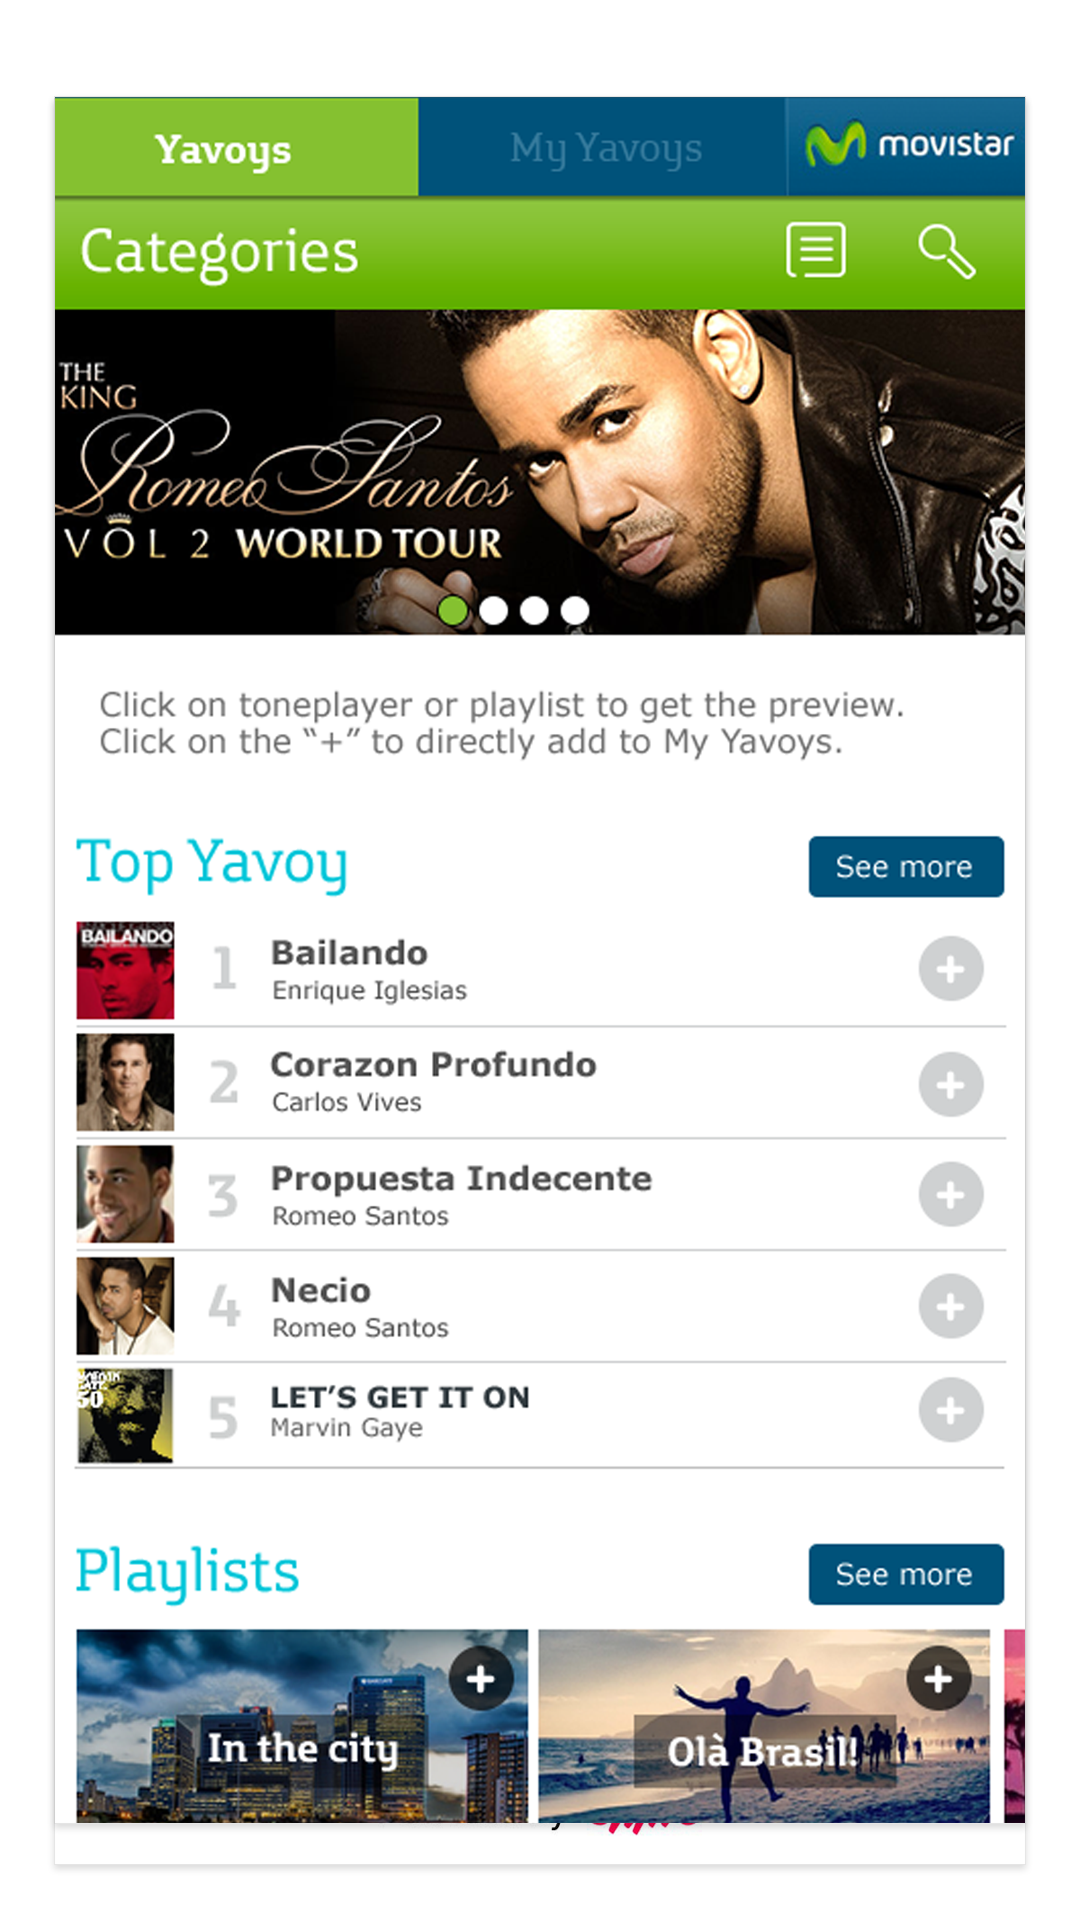 Yavoys
My Yavoys
movistar
Categories
THE
KING
Romeo Santos
VOL 2 WORLD TOUR
Click on toneplayer or playlist to get the preview.
Click on the “+” to directly add to My Yavoys.
Top Yavoy
See more
BAILANDO
1
Bailando
Enrique Iglesias
2
Corazon Profundo
Carlos Vives
3
Propuesta Indecente
Romeo Santos
4
Necio
Romeo Santos
50
5
LET’S GET IT ON
Marvin Gaye
Playlists
See more
In the city
Olà Brasil!